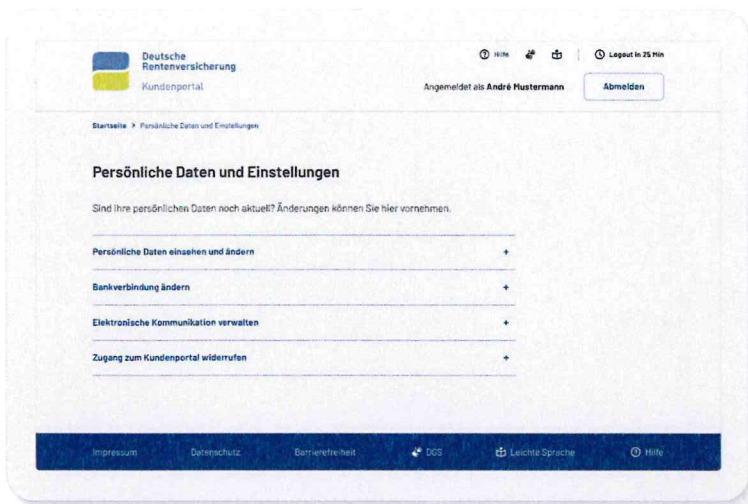 Deutsche
Rentenversicherung
Kundenportal
Hilfe
Logout in 25 Min
Angemeldet als André Mustermann
Abmelden
Startseite > Persönliche Daten und Einstellungen
Persönliche Daten und Einstellungen
Sind Ihre persönlichen Daten noch aktuell? Änderungen können Sie hier vornehmen.
Persönliche Daten einsehen und ändern +
Bankverbindung ändern +
Elektronische Kommunikation verwalten +
Zugang zum Kundenportal widerrufen +
Impressum Datenschutz Barrierefreiheit DGS Leichte Sprache Hilfe